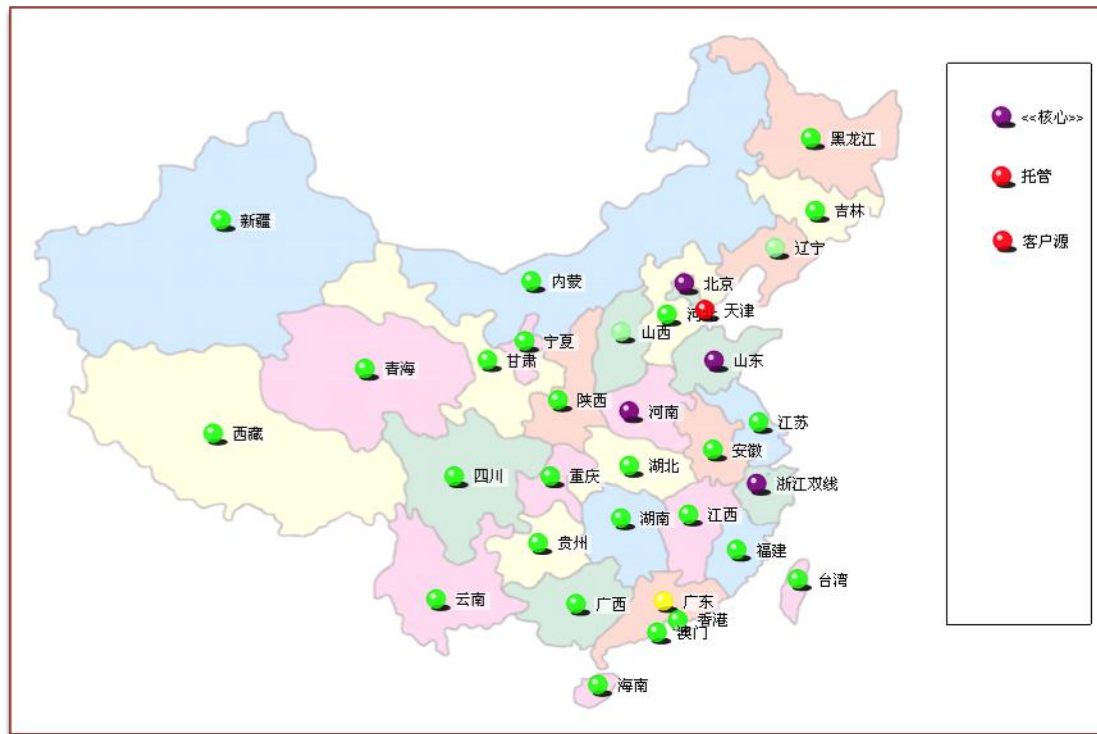 <<核心>>
托管
客户源
黑龙江
吉林
辽宁
新疆
内蒙
北京
天津
山西
宁夏
甘肃
山东
青海
陕西
河南
江苏
西藏
安徽
湖北
四川
重庆
浙江双线
湖南
江西
贵州
福建
台湾
云南
广西
广东
香港
澳门
海南